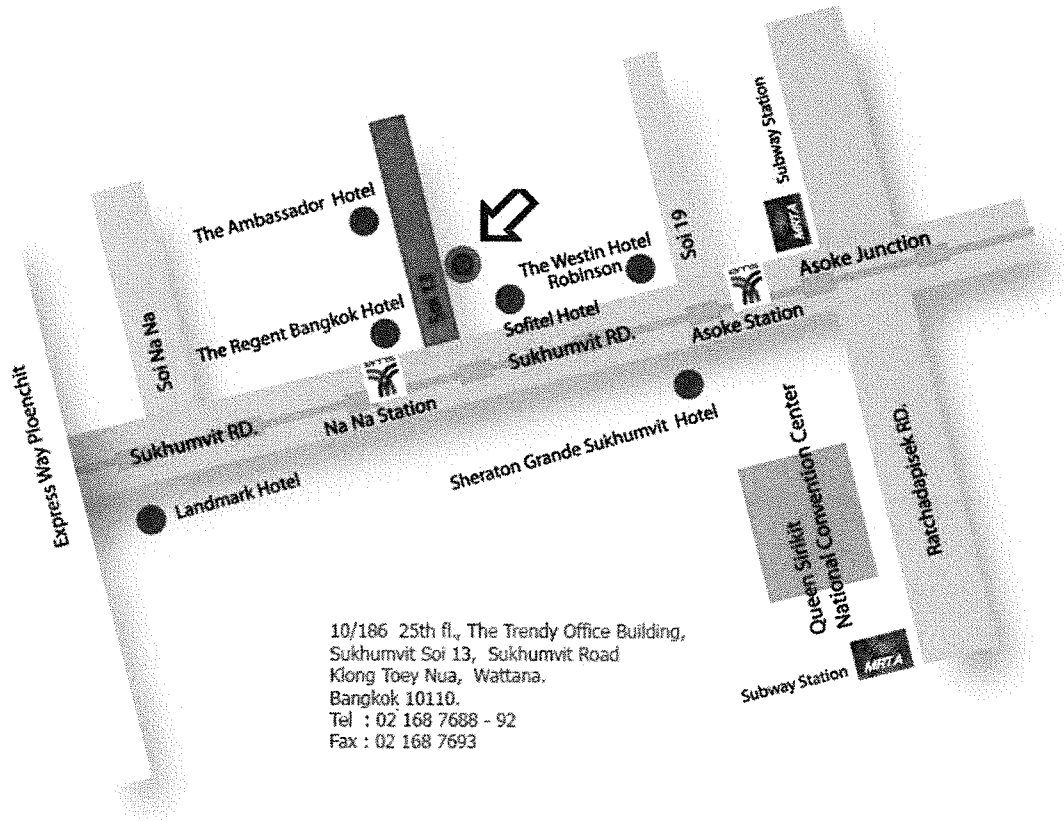 Subway Station
MRTA
The Ambassador Hotel
Soi 19
The Westin Hotel
Robinson
Asoke Junction
Soi 13
BTS
Sofitel Hotel
The Regent Bangkok Hotel
Soi Na Na
Sukhumvit RD.
Asoke Station
BTS
Na Na Station
Express Way Ploenchit
Sukhumvit RD.
Sheraton Grande Sukhumvit Hotel
Landmark Hotel
Queen Sirikit
National Convention Center
Ratchadapisek RD.
10/186 25th fl., The Trendy Office Building,
Sukhumvit Soi 13, Sukhumvit Road
Klong Toey Nua, Wattana.
Bangkok 10110.
Tel : 02 168 7688 - 92
Fax : 02 168 7693
Subway Station
MRTA